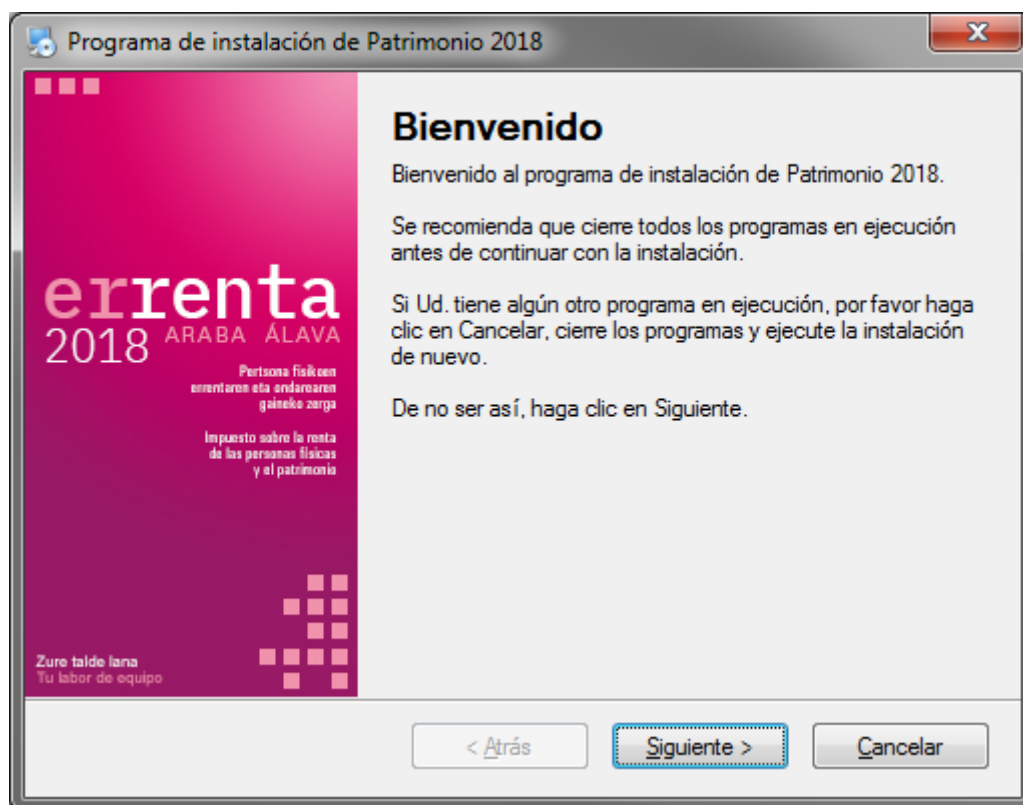 Programa de instalación de Patrimonio 2018
errenta
2018 ARABA ÁLAVA
Pertsona fisikoen
errentaren eta ondarearen
gaineko zerga
Impuesto sobre la renta
de las personas físicas
y el patrimonio
Zure talde lana
Tu labor de equipo
Bienvenido
Bienvenido al programa de instalación de Patrimonio 2018.
Se recomienda que cierre todos los programas en ejecución
antes de continuar con la instalación.
Si Ud. tiene algún otro programa en ejecución, por favor haga
clic en Cancelar, cierre los programas y ejecute la instalación
de nuevo.
De no ser así, haga clic en Siguiente.
< Atrás
Siguiente >
Cancelar